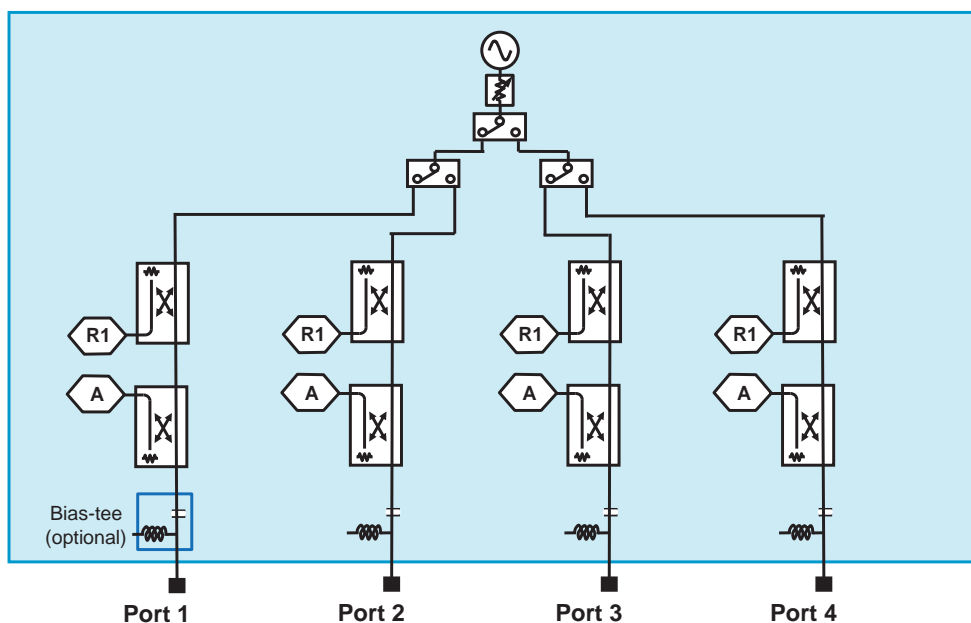 R1
R1
R1
R1
A
A
A
A
Bias-tee
(optional)
Port 1
Port 2
Port 3
Port 4